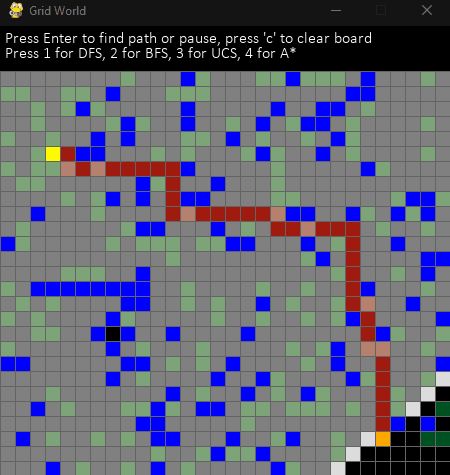 Grid World
Press Enter to find path or pause, press 'c' to clear board
Press 1 for DFS, 2 for BFS, 3 for UCS, 4 for A*